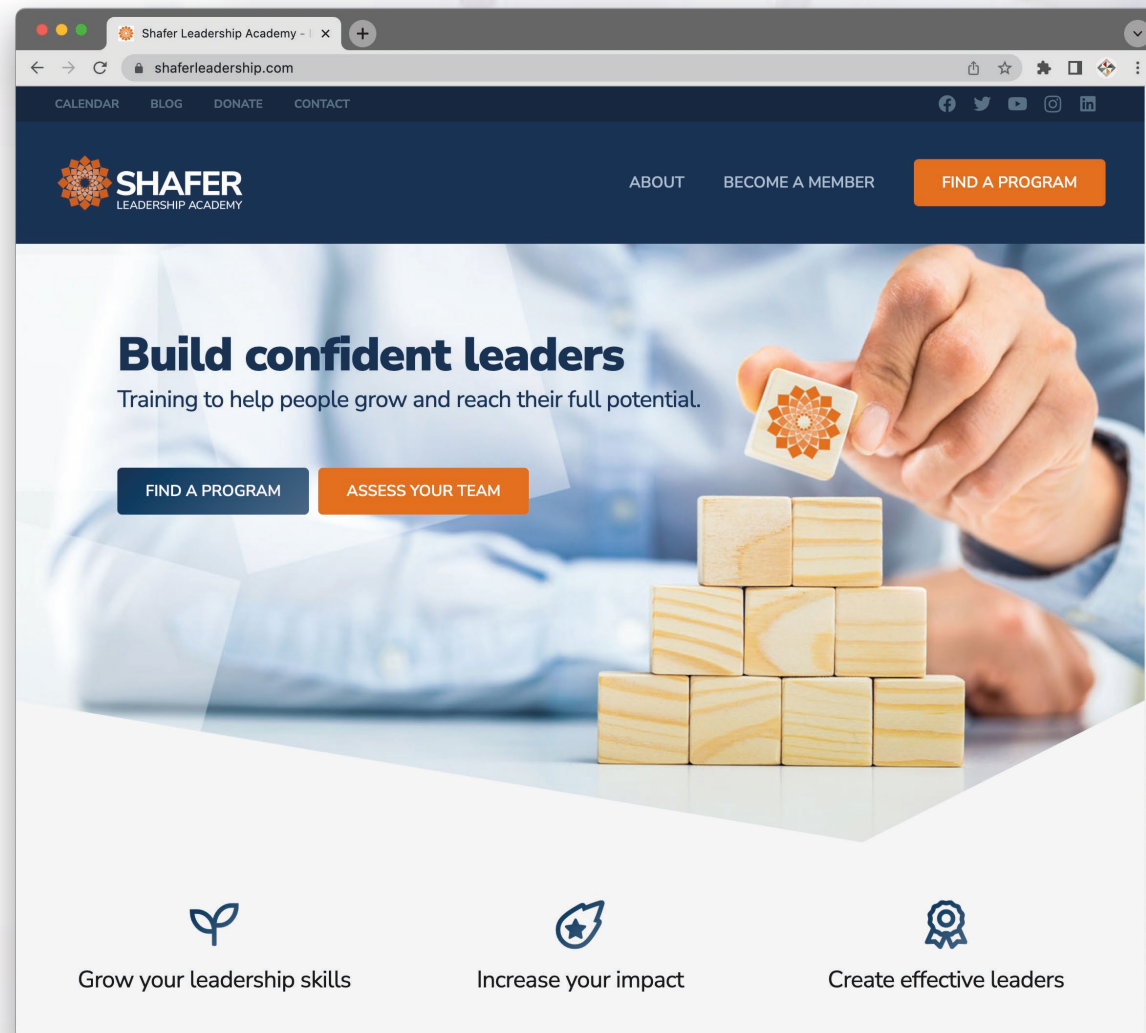 Shafer Leadership Academy -
shaferleadership.com
CALENDAR BLOG DONATE CONTACT
SHAFER
LEADERSHIP ACADEMY
ABOUT BECOME A MEMBER FIND A PROGRAM
Build confident leaders
Training to help people grow and reach their full potential.
FIND A PROGRAM ASSESS YOUR TEAM
Grow your leadership skills Increase your impact Create effective leaders